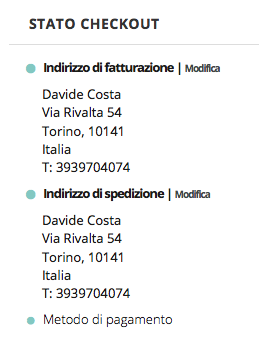 STATO CHECKOUT
Indirizzo di fatturazione | Modifica
Davide Costa
Via Rivalta 54
Torino, 10141
Italia
T: 3939704074
Indirizzo di spedizione | Modifica
Davide Costa
Via Rivalta 54
Torino, 10141
Italia
T: 3939704074
Metodo di pagamento